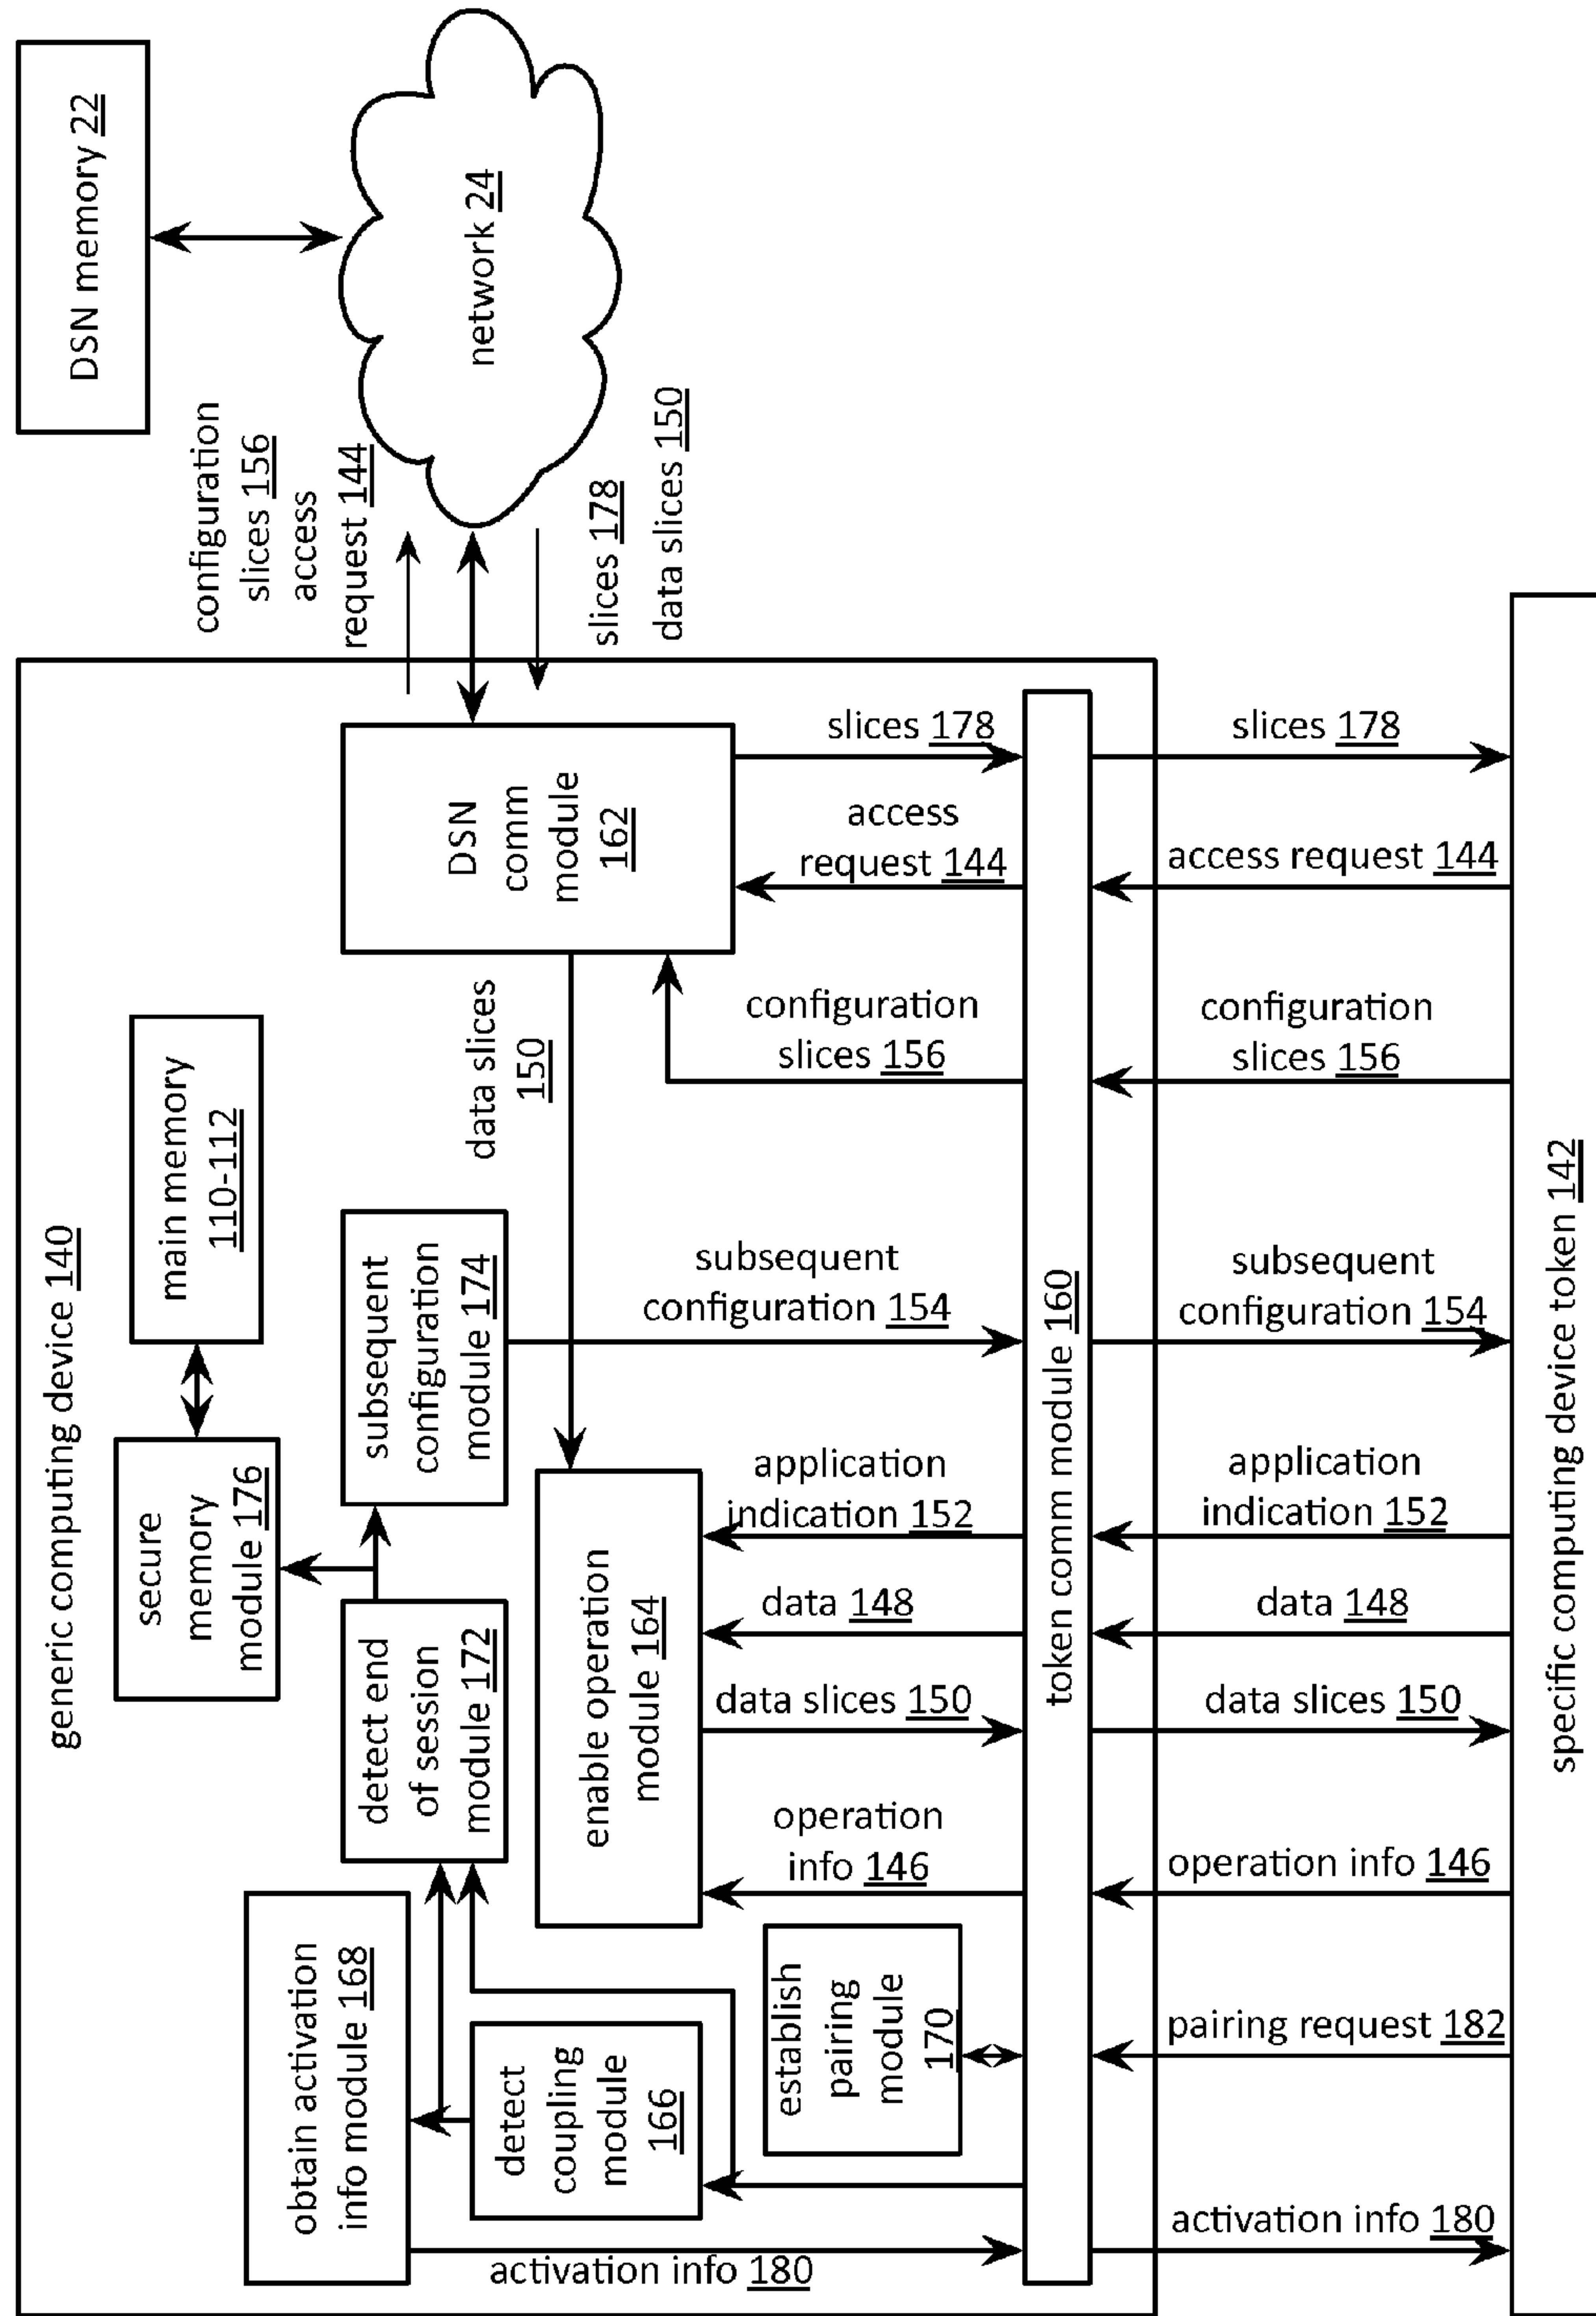 DSN memory 22
network 24
configuration
slices 156
access
request 144
slices 178
data slices 150
generic computing device 140
main memory
110-112
secure
memory
module 176
DSN
comm
module
162
data slices
150
subsequent
configuration
module 174
detect end
of session
module 172
enable operation
module 164
obtain activation
info module 168
detect
coupling
module
166
establish
pairing
module
170
slices 178
access
request 144
configuration
slices 156
subsequent
configuration 154
application
indication 152
data 148
data slices 150
operation
info 146
activation info 180
token comm module 160
slices 178
access request 144
configuration
slices 156
subsequent
configuration 154
application
indication 152
data 148
data slices 150
operation info 146
pairing request 182
activation info 180
specific computing device token 142